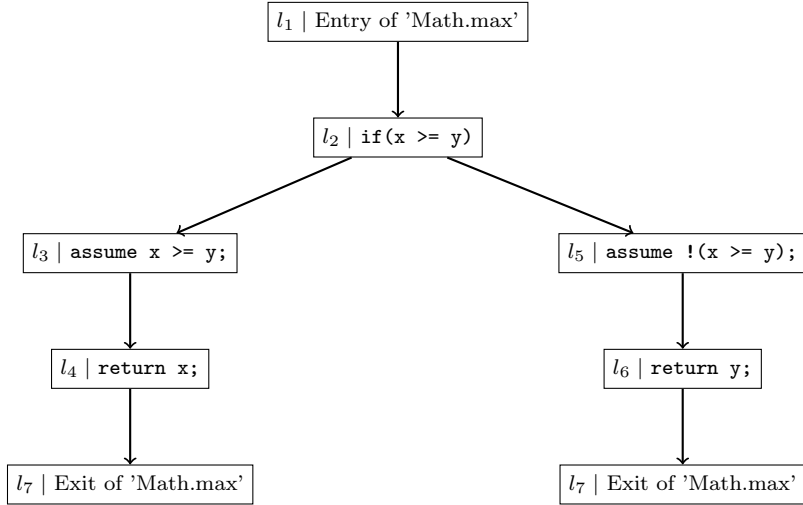 l₁ | Entry of 'Math.max'
l₂ | if(x >= y)
l₃ | assume x >= y;
l₅ | assume !(x >= y);
l₄ | return x;
l₆ | return y;
l₇ | Exit of 'Math.max'
l₇ | Exit of 'Math.max'